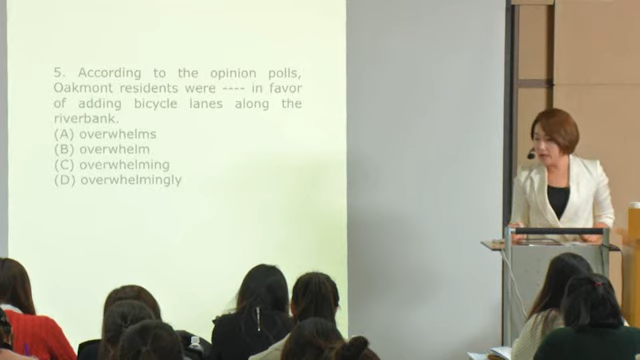 5. According to the opinion polls,
Oakmont residents were ---- in favor
of adding bicycle lanes along the
riverbank.
(A) overwhelms
(B) overwhelm
(C) overwhelming
(D) overwhelmingly